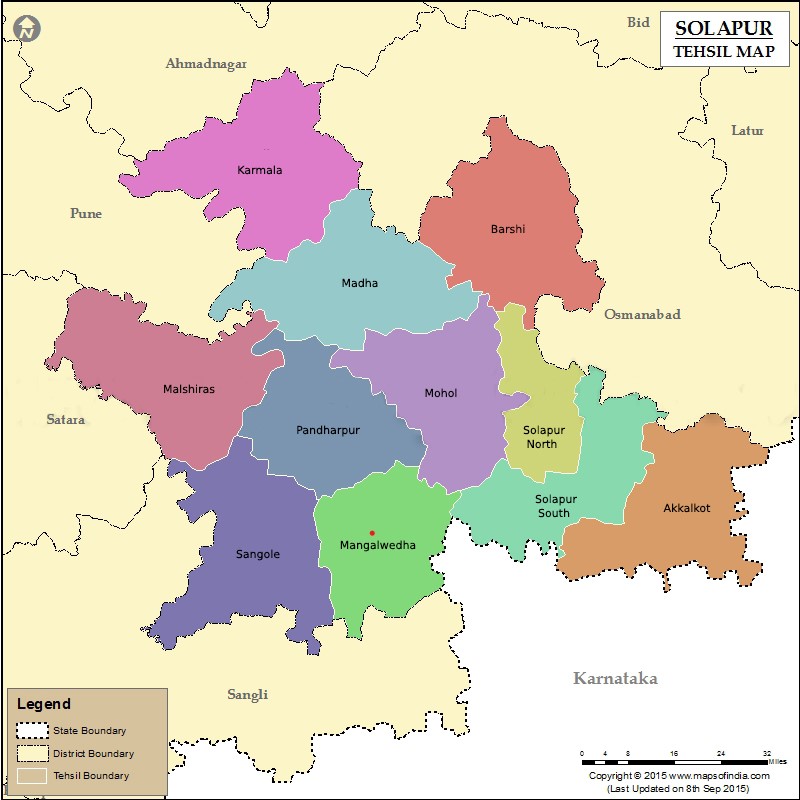 N
Bid
SOLAPUR
TEHSIL MAP
Ahmadnagar
Latur
Karmala
Pune
Barshi
Madha
Osmanabad
Malshiras
Mohol
Satara
Pandharpur
Solapur
North
Solapur
South
Akkalkot
Mangalwedha
Sangole
Karnataka
Sangli
Legend
State Boundary
District Boundary
Tehsil Boundary
0 4 8 16 24 32
Miles
Copyright © 2015 www.mapsofindia.com
(Last Updated on 8th Sep 2015)